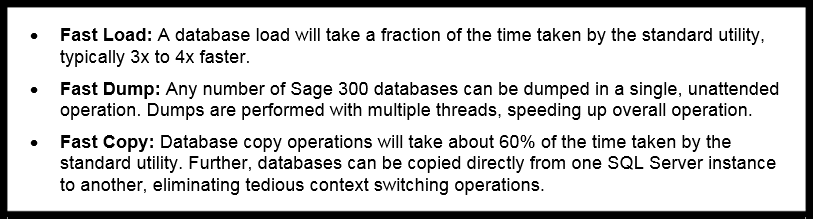 • Fast Load: A database load will take a fraction of the time taken by the standard utility,
typically 3x to 4x faster.
• Fast Dump: Any number of Sage 300 databases can be dumped in a single, unattended
operation. Dumps are performed with multiple threads, speeding up overall operation.
• Fast Copy: Database copy operations will take about 60% of the time taken by the
standard utility. Further, databases can be copied directly from one SQL Server instance
to another, eliminating tedious context switching operations.